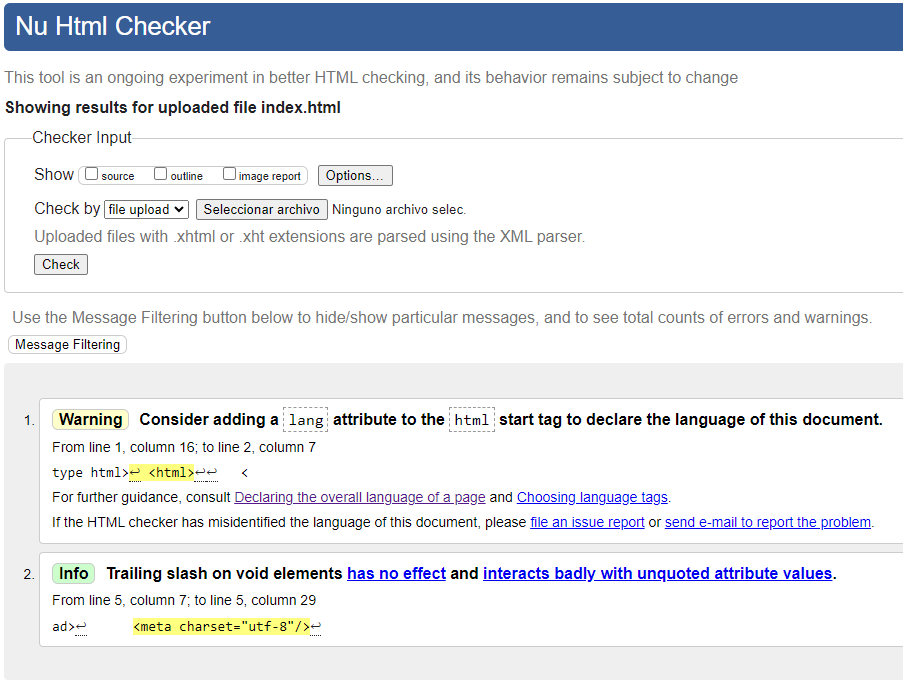 Nu Html Checker
This tool is an ongoing experiment in better HTML checking, and its behavior remains subject to change
Showing results for uploaded file index.html
Checker Input
Show source outline image report Options...
Check by file upload Seleccionar archivo Ninguno archivo selec.
Uploaded files with .xhtml or .xht extensions are parsed using the XML parser.
Check
Use the Message Filtering button below to hide/show particular messages, and to see total counts of errors and warnings.
Message Filtering
1. Warning Consider adding a lang attribute to the html start tag to declare the language of this document.
From line 1, column 16; to line 2, column 7
type html>↩ <html>↩↩ <
For further guidance, consult Declaring the overall language of a page and Choosing language tags.
If the HTML checker has misidentified the language of this document, please file an issue report or send e-mail to report the problem.
2. Info Trailing slash on void elements has no effect and interacts badly with unquoted attribute values.
From line 5, column 7; to line 5, column 29
ad>↩ <meta charset="utf-8"/>↩